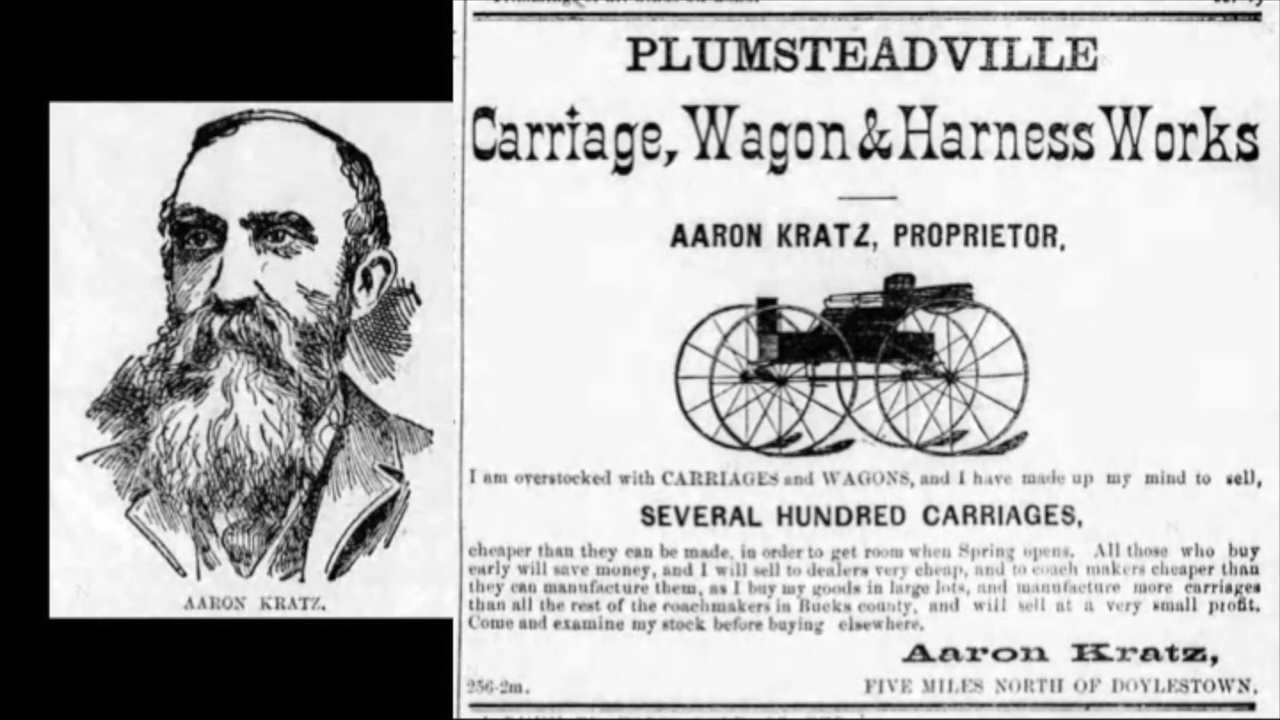 AARON KRATZ.
PLUMSTEADVILLE
Carriage, Wagon & Harness Works
AARON KRATZ, PROPRIETOR,
I am overstocked with CARRIAGES and WAGONS, and I have made up my mind to sell,
SEVERAL HUNDRED CARRIAGES,
cheaper than they can be made, in order to get room when Spring opens. All those who buy
early will save money, and I will sell to dealers very cheap, and to coach makers cheaper than
they can manufacture them, as I buy my goods in large lots, and manufacture more carriages
than all the rest of the coachmakers in Bucks county, and will sell at a very small profit.
Come and examine my stock before buying elsewhere.
Aaron Kratz,
256-2m. FIVE MILES NORTH OF DOYLESTOWN.